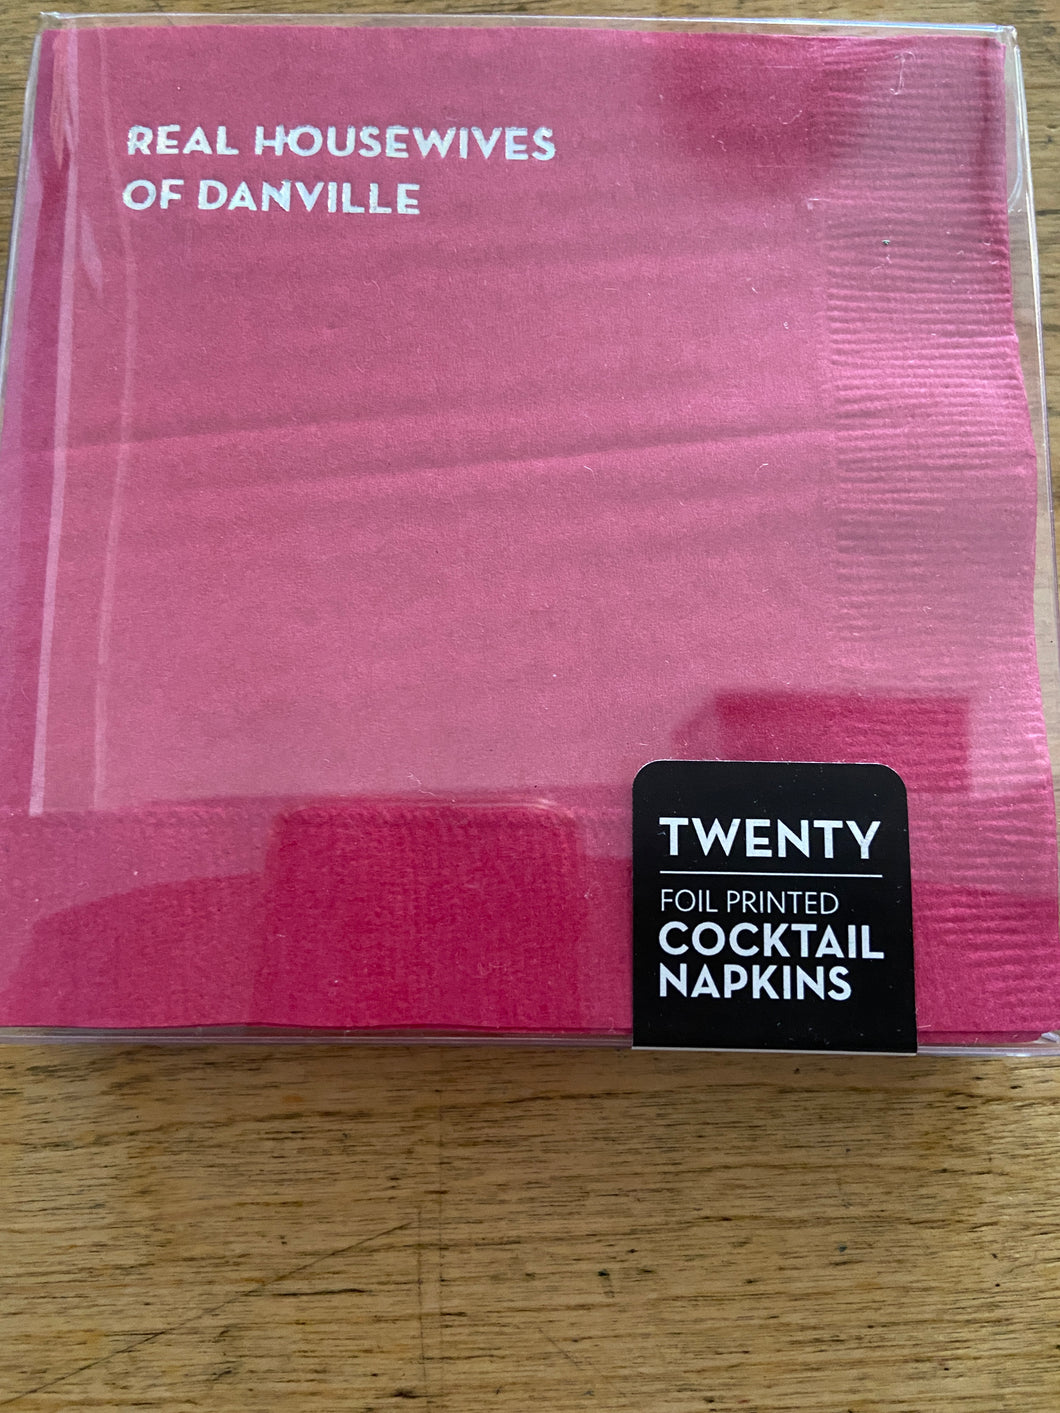 REAL HOUSEWIVES
OF DANVILLE
TWENTY
FOIL PRINTED
COCKTAIL
NAPKINS